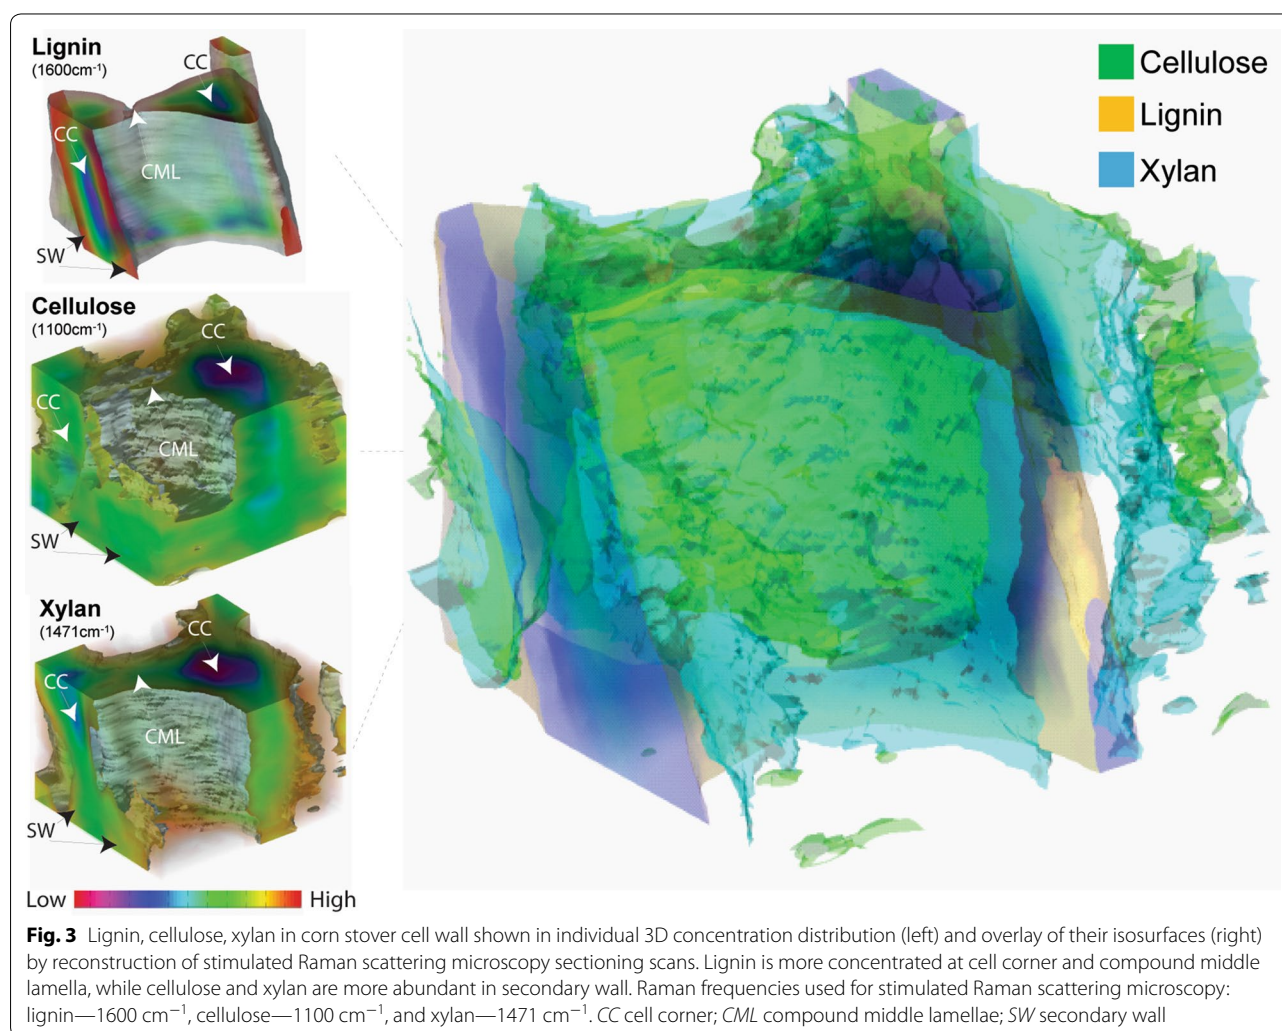 Lignin
(1600cm⁻¹)
CC
CC
CML
SW
Cellulose
(1100cm⁻¹)
CC
CC
CML
SW
Xylan
(1471cm⁻¹)
CC
CC
CML
SW
Low High
Cellulose
Lignin
Xylan
Fig. 3 Lignin, cellulose, xylan in corn stover cell wall shown in individual 3D concentration distribution (left) and overlay of their isosurfaces (right)
by reconstruction of stimulated Raman scattering microscopy sectioning scans. Lignin is more concentrated at cell corner and compound middle
lamella, while cellulose and xylan are more abundant in secondary wall. Raman frequencies used for stimulated Raman scattering microscopy:
lignin—1600 cm⁻¹, cellulose—1100 cm⁻¹, and xylan—1471 cm⁻¹. CC cell corner; CML compound middle lamellae; SW secondary wall